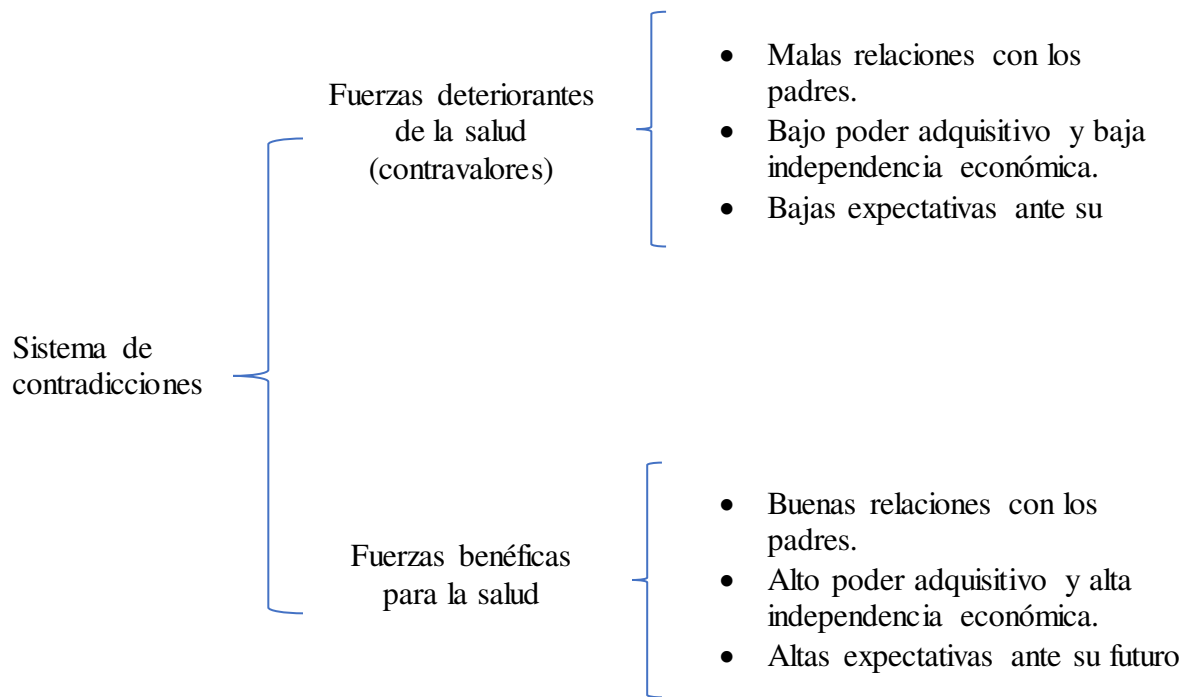 Sistema de
contradicciones
Fuerzas deteriorantes
de la salud
(contravalores)
• Malas relaciones con los
padres.
• Bajo poder adquisitivo y baja
independencia económica.
• Bajas expectativas ante su
Fuerzas benéficas
para la salud
• Buenas relaciones con los
padres.
• Alto poder adquisitivo y alta
independencia económica.
• Altas expectativas ante su futuro